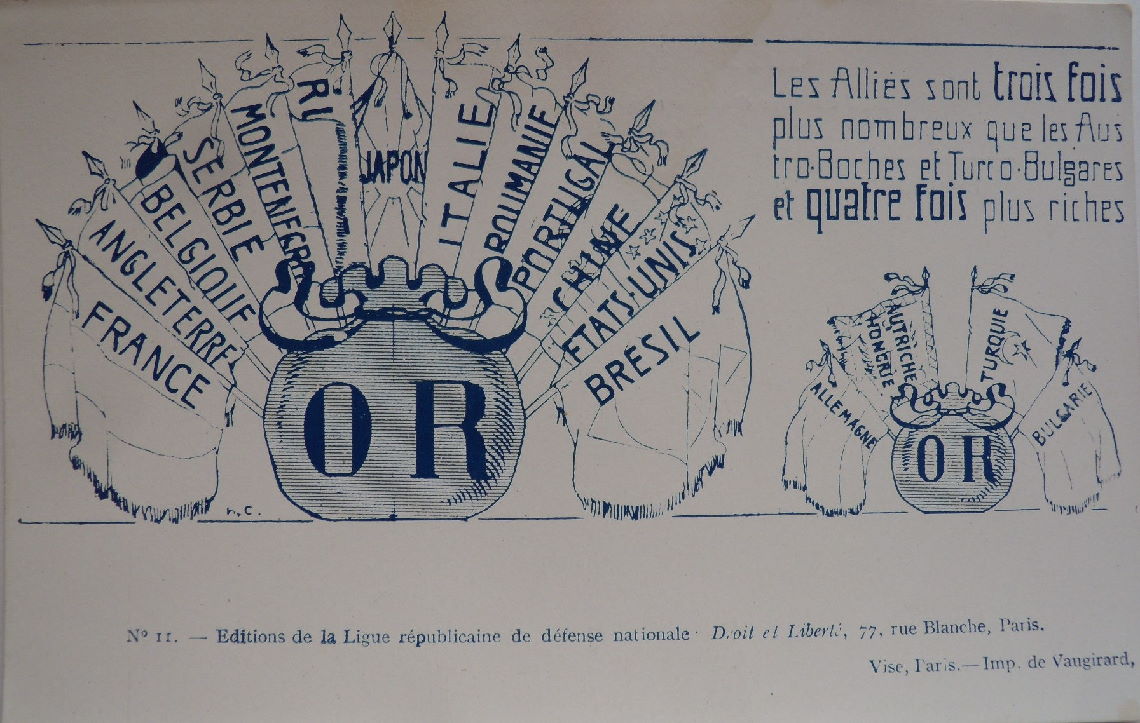 FRANCE
ANGLETERRE
BELGIQUE
SERBIE
MONTENEGRO
RU
JAPON
ITALIE
ROUMANIE
PORTUGAL
CHINE
ETATS-UNIS
BRÉSIL
OR
n.C.
Les Alliés sont trois fois
plus nombreux que les Aus
tro-Boches et Turco-Bulgares
et quatre fois plus riches
ALLEMAGNE
AUTRICHE
HONGRIE
TURQUIE
BULGARIE
OR
N° 11. — Editions de la Ligue républicaine de défense nationale Droit et Liberté, 77, rue Blanche, Paris.
Vise, Paris. — Imp. de Vaugirard,